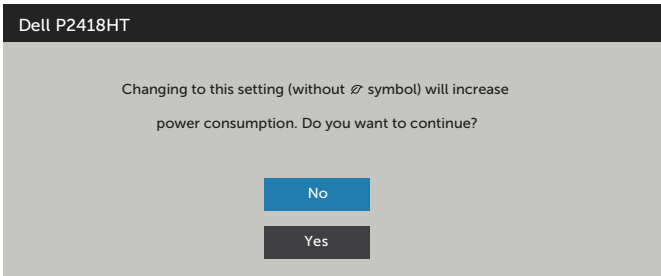 Dell P2418HT
Changing to this setting (without symbol) will increase
power consumption. Do you want to continue?
No
Yes